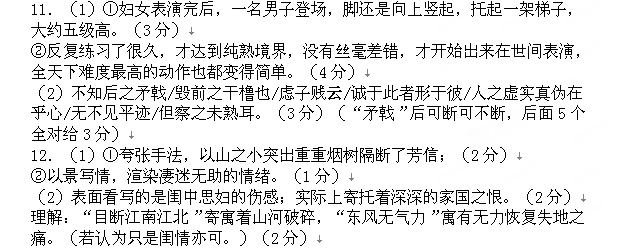 11．（1）①妇女表演完后，一名男子登场，脚还是向上竖起，托起一架梯子，
大约五级高。（3分）↓
②反复练习了很久，才达到纯熟境界，没有丝毫差错，才开始出来在世间表演，
全天下难度最高的动作也都变得简单。（4分）↓
（2）不知后之矛戟/毁前之干橹也/虑子贱云/诚于此者形于彼/人之虚实真伪在
乎心/无不见乎迹/但察之未熟耳。（3分）（“矛戟”后可断可不断，后面5个
全对给3分）↓
12．（1）①夸张手法，以山之小突出重重烟树隔断了芳信；（2分）↓
②以景写情，渲染凄迷无助的情绪。（1分）↓
（2）表面看写的是闺中思妇的伤感；实际上寄托着深深的家国之恨。（2分）↓
理解：“目断江南江北”寄寓着山河破碎，“东风无气力”寓有无力恢复失地之
痛。（若认为只是闺情亦可。）（2分）↓